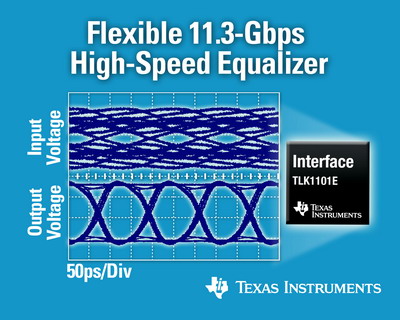 Flexible 11.3-Gbps
High-Speed Equalizer
Input
Voltage
Output
Voltage
50ps/Div
Interface
TLK1101E
TEXAS
INSTRUMENTS
TEXAS INSTRUMENTS